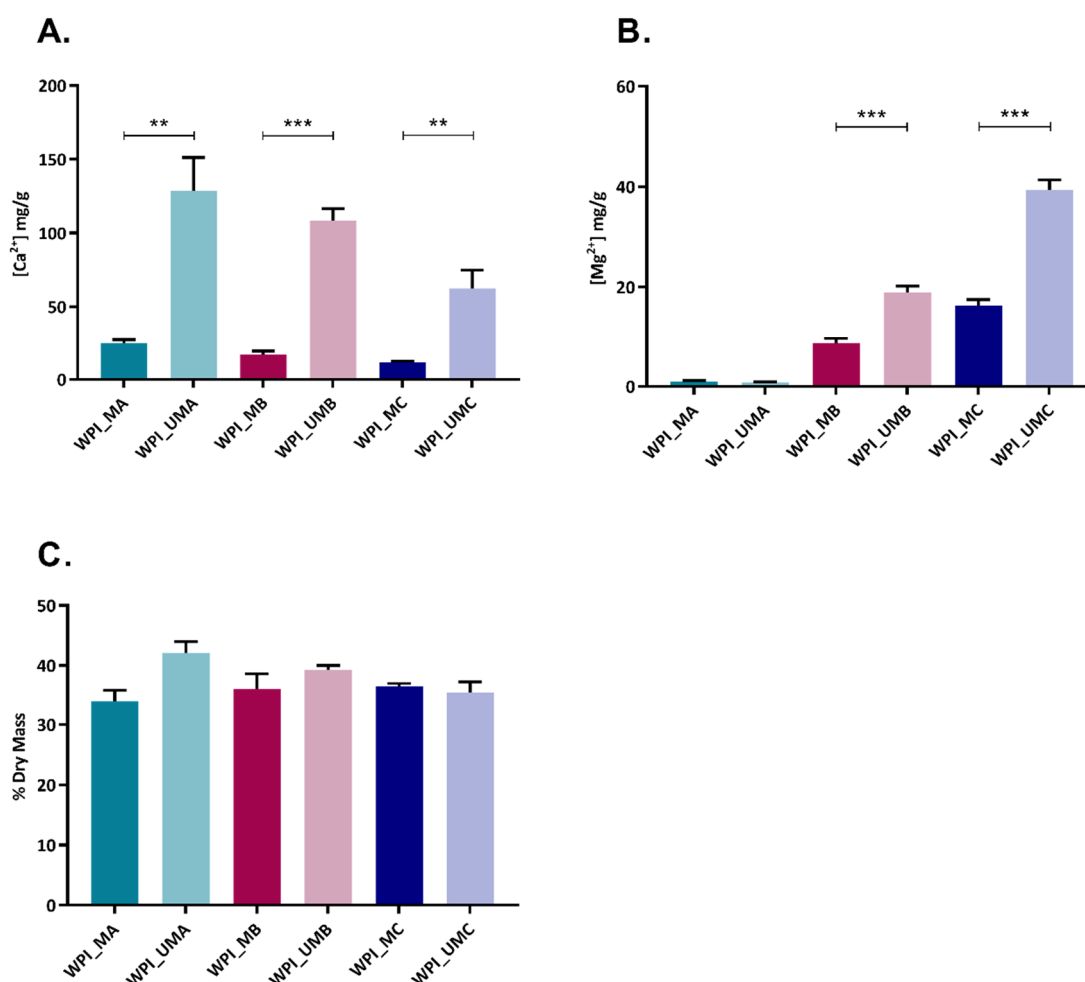 A.
200
150
100
50
0
[Ca²⁺] mg/g
**
***
**
WPI_MA
WPI_UMA
WPI_MB
WPI_UMB
WPI_MC
WPI_UMC
B.
60
40
20
0
[Mg²⁺] mg/g
***
***
WPI_MA
WPI_UMA
WPI_MB
WPI_UMB
WPI_MC
WPI_UMC
C.
50
40
30
20
10
0
% Dry Mass
WPI_MA
WPI_UMA
WPI_MB
WPI_UMB
WPI_MC
WPI_UMC